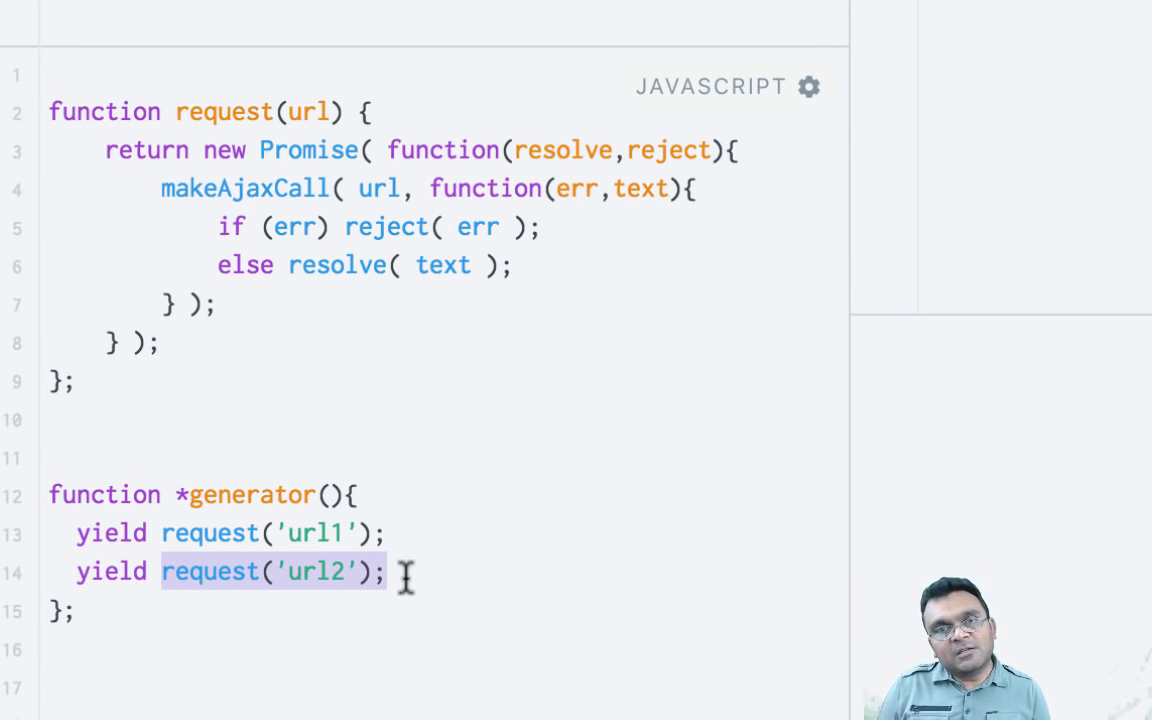 JAVASCRIPT
1
2 function request(url) {
3 return new Promise( function(resolve,reject){
4 makeAjaxCall( url, function(err,text){
5 if (err) reject( err );
6 else resolve( text );
7 } );
8 } );
9 };
10
11
12 function *generator(){
13 yield request('url1');
14 yield request('url2');
15 };
16
17